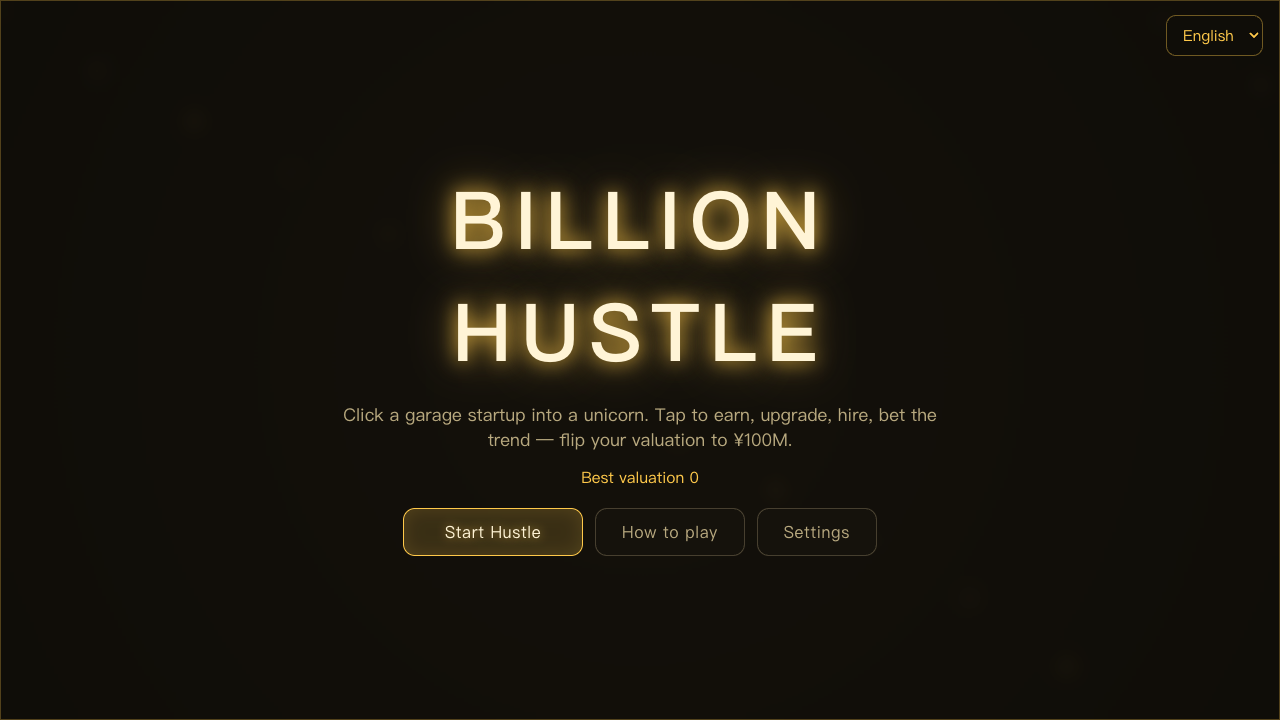 English
BILLION
HUSTLE
Click a garage startup into a unicorn. Tap to earn, upgrade, hire, bet the
trend — flip your valuation to ¥100M.
Best valuation 0
Start Hustle
How to play
Settings